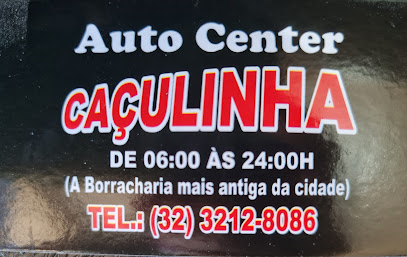 Auto Center
CAÇULINHA
DE 06:00 ÀS 24:00H
(A Borracharia mais antiga da cidade)
TEL.: (32) 3212-8086